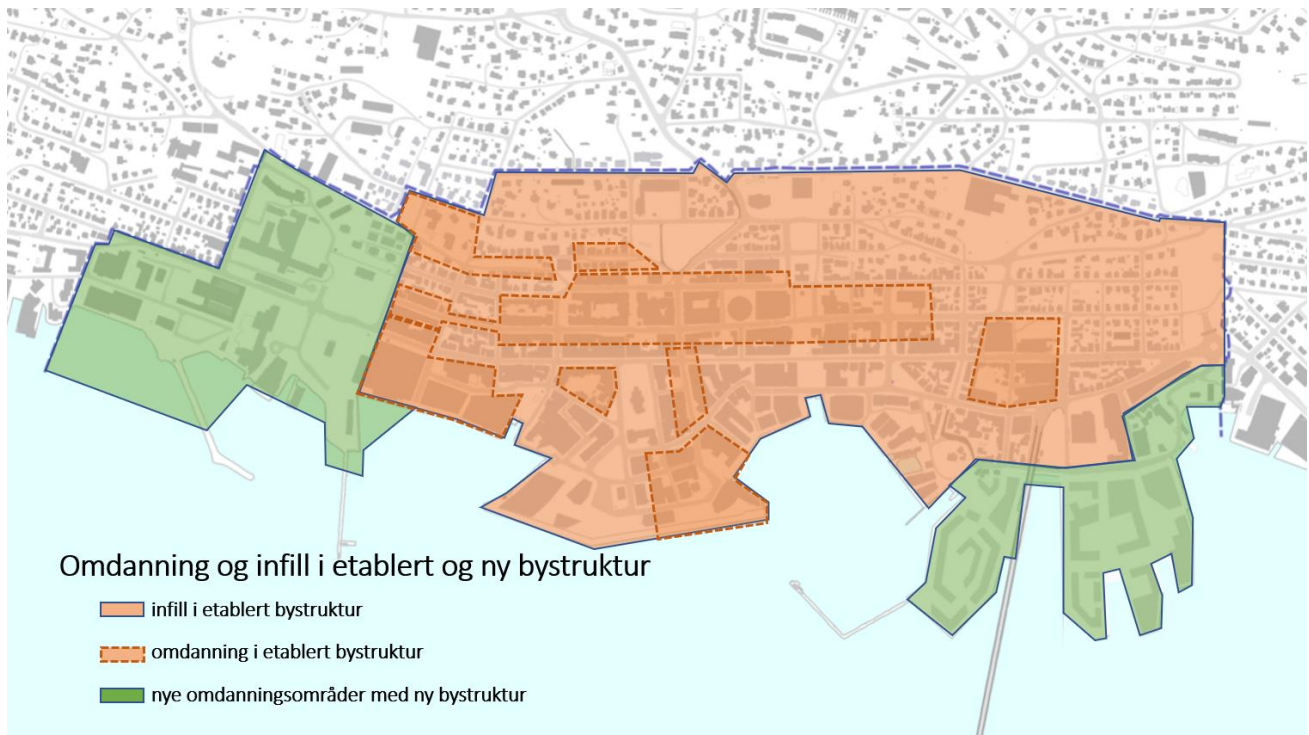 Omdanning og infill i etablert og ny bystruktur
infill i etablert bystruktur
omdanning i etablert bystruktur
nye omdanningsområder med ny bystruktur